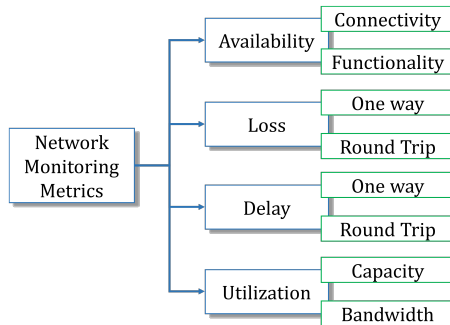 Network
Monitoring
Metrics
Availability
Connectivity
Functionality
Loss
One way
Round Trip
Delay
One way
Round Trip
Utilization
Capacity
Bandwidth